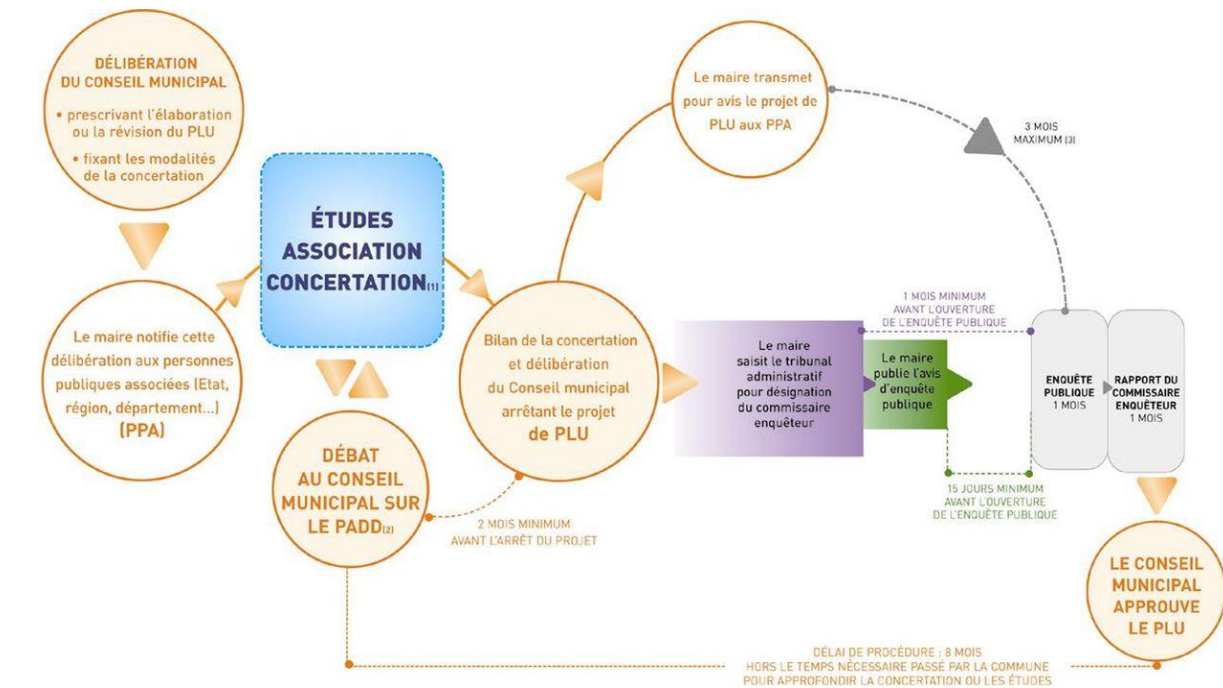 DÉLIBÉRATION
DU CONSEIL MUNICIPAL
• prescrivant l'élaboration
ou la révision du PLU
• fixant les modalités
de la concertation
Le maire notifie cette
délibération aux personnes
publiques associées (Etat,
région, département...)
(PPA)
ÉTUDES
ASSOCIATION
CONCERTATION(1)
DÉBAT
AU CONSEIL
MUNICIPAL SUR
LE PADD(2)
2 MOIS MINIMUM
AVANT L'ARRÊT DU PROJET
Bilan de la concertation
et délibération
du Conseil municipal
arrêtant le projet
de PLU
Le maire transmet
pour avis le projet de
PLU aux PPA
3 MOIS
MAXIMUM (3)
Le maire
saisit le tribunal
administratif
pour désignation
du commissaire
enquêteur
1 MOIS MINIMUM
AVANT L'OUVERTURE
DE L'ENQUÊTE PUBLIQUE
Le maire
publie l'avis
d'enquête
publique
15 JOURS MINIMUM
AVANT L'OUVERTURE
DE L'ENQUÊTE PUBLIQUE
ENQUÊTE
PUBLIQUE
1 MOIS
RAPPORT DU
COMMISSAIRE
ENQUÊTEUR
1 MOIS
LE CONSEIL
MUNICIPAL
APPROUVE
LE PLU
DÉLAI DE PROCÉDURE : 8 MOIS
HORS LE TEMPS NÉCESSAIRE PASSÉ PAR LA COMMUNE
POUR APPROFONDIR LA CONCERTATION OU LES ÉTUDES